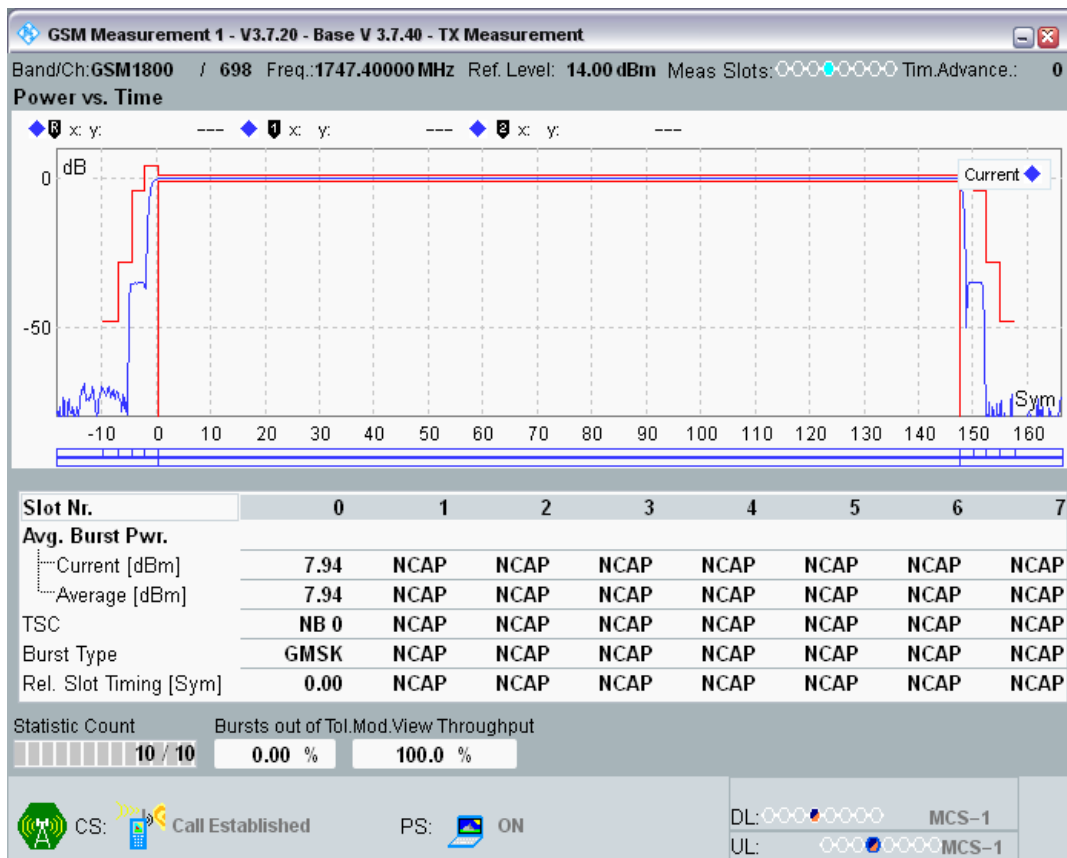 GSM Measurement 1 - V3.7.20 - Base V 3.7.40 - TX Measurement
Band/Ch:GSM1800 / 698 Freq.:1747.40000 MHz Ref. Level: 14.00 dBm Meas Slots: Tim.Advance.: 0
Power vs. Time
R x: y: --- 1 x: y: --- 2 x: y: ---
dB
Current
0
-50
Sym
-10 0 10 20 30 40 50 60 70 80 90 100 110 120 130 140 150 160
Slot Nr. 0 1 2 3 4 5 6 7
Avg. Burst Pwr.
Current [dBm] 7.94 NCAP NCAP NCAP NCAP NCAP NCAP NCAP
Average [dBm] 7.94 NCAP NCAP NCAP NCAP NCAP NCAP NCAP
TSC NB 0 NCAP NCAP NCAP NCAP NCAP NCAP NCAP
Burst Type GMSK NCAP NCAP NCAP NCAP NCAP NCAP NCAP
Rel. Slot Timing [Sym] 0.00 NCAP NCAP NCAP NCAP NCAP NCAP NCAP
Statistic Count Bursts out of Tol.Mod.View Throughput
10 / 10 0.00 % 100.0 %
CS: Call Established PS: ON
DL: MCS-1
UL: MCS-1